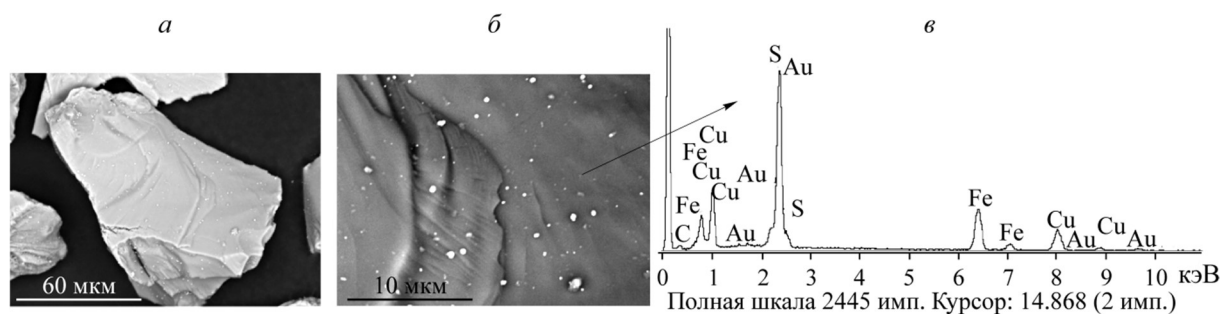 а
б
в
60 мкм
10 мкм
S
Au
Cu
Fe
Cu
Au
Cu
Fe
S
C
Au
Fe
Fe
Cu
Cu
Au
Au
0 1 2 3 4 5 6 7 8 9 10 кэВ
Полная шкала 2445 имп. Курсор: 14.868 (2 имп.)